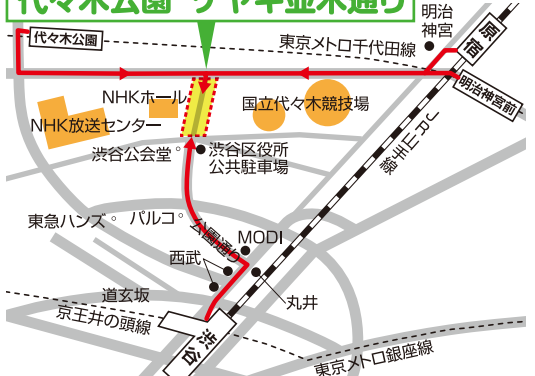 代々木公園 ケヤキ並木通り
明治
神宮
原宿
代々木公園
東京メトロ千代田線
明治神宮前
NHKホール
国立代々木競技場
NHK放送センター
JR山手線
渋谷公会堂
渋谷区役所
公共駐車場
東急ハンズ
パルコ
公園通り
MODI
西武
丸井
道玄坂
京王井の頭線
渋谷
東京メトロ銀座線